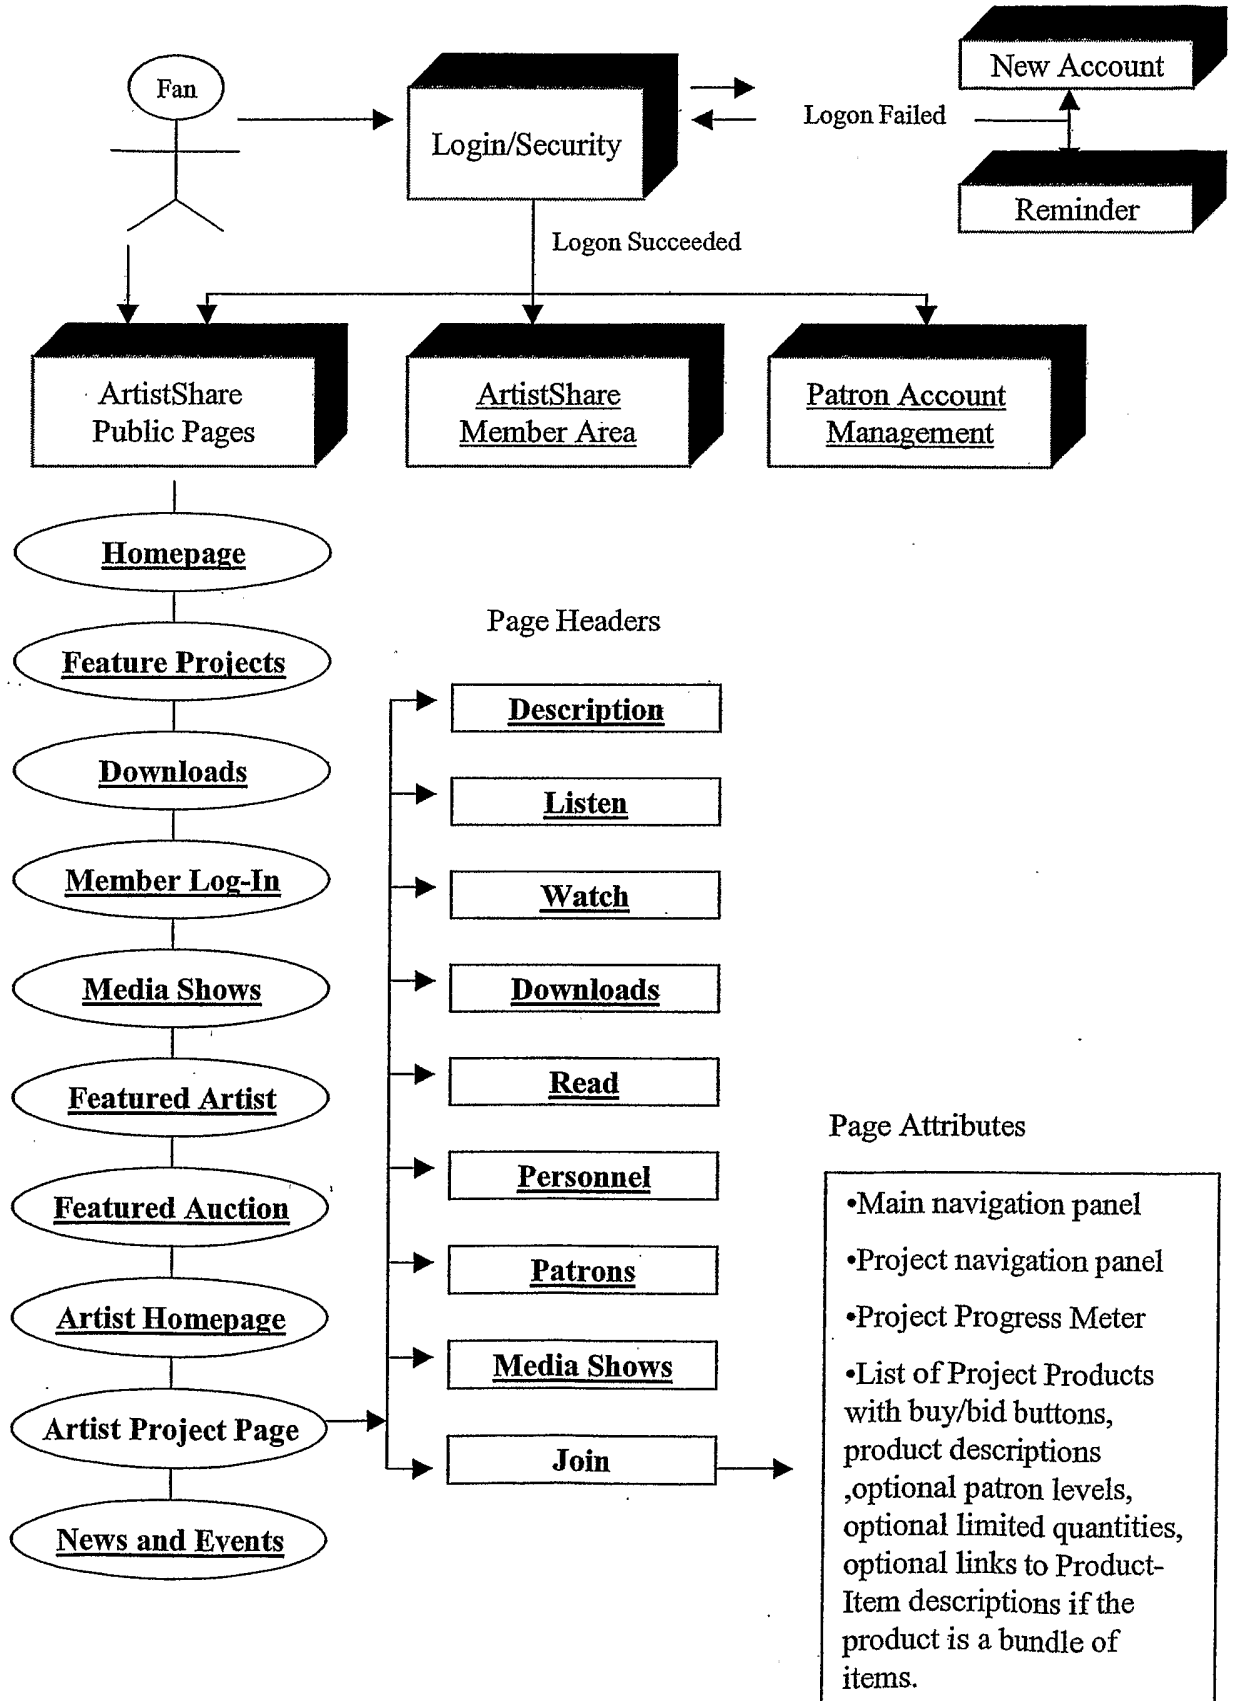 Fan
Login/Security
Logon Failed
New Account
Reminder
Logon Succeeded
ArtistShare
Public Pages
ArtistShare
Member Area
Patron Account
Management
Homepage
Feature Projects
Downloads
Member Log-In
Media Shows
Featured Artist
Featured Auction
Artist Homepage
Artist Project Page
News and Events
Page Headers
Description
Listen
Watch
Downloads
Read
Personnel
Patrons
Media Shows
Join
Page Attributes
•Main navigation panel
•Project navigation panel
•Project Progress Meter
•List of Project Products
with buy/bid buttons,
product descriptions
,optional patron levels,
optional limited quantities,
optional links to Product-
Item descriptions if the
product is a bundle of
items.